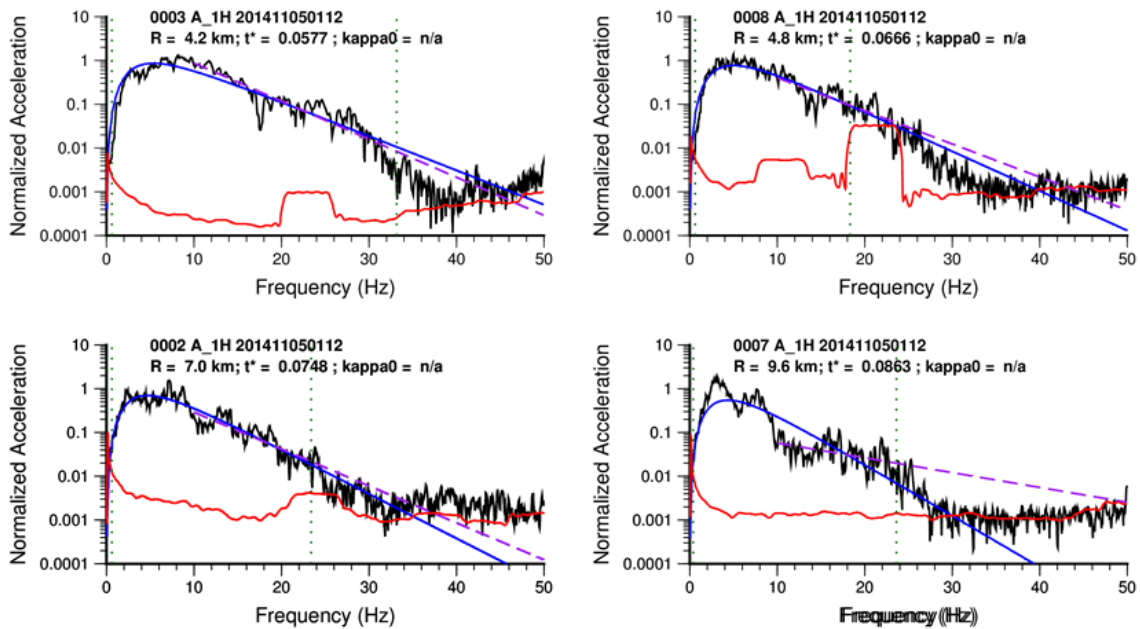 0003 A_1H 201411050112
R = 4.2 km; t* = 0.0577 ; kappa0 = n/a
Normalized Acceleration
10
1
0.1
0.01
0.001
0.0001
0 10 20 30 40 50
Frequency (Hz)
0008 A_1H 201411050112
R = 4.8 km; t* = 0.0666 ; kappa0 = n/a
Normalized Acceleration
10
1
0.1
0.01
0.001
0.0001
0 10 20 30 40 50
Frequency (Hz)
0002 A_1H 201411050112
R = 7.0 km; t* = 0.0748 ; kappa0 = n/a
Normalized Acceleration
10
1
0.1
0.01
0.001
0.0001
0 10 20 30 40 50
Frequency (Hz)
0007 A_1H 201411050112
R = 9.6 km; t* = 0.0863 ; kappa0 = n/a
Normalized Acceleration
10
1
0.1
0.01
0.001
0.0001
0 10 20 30 40 50
Frequency (Hz)